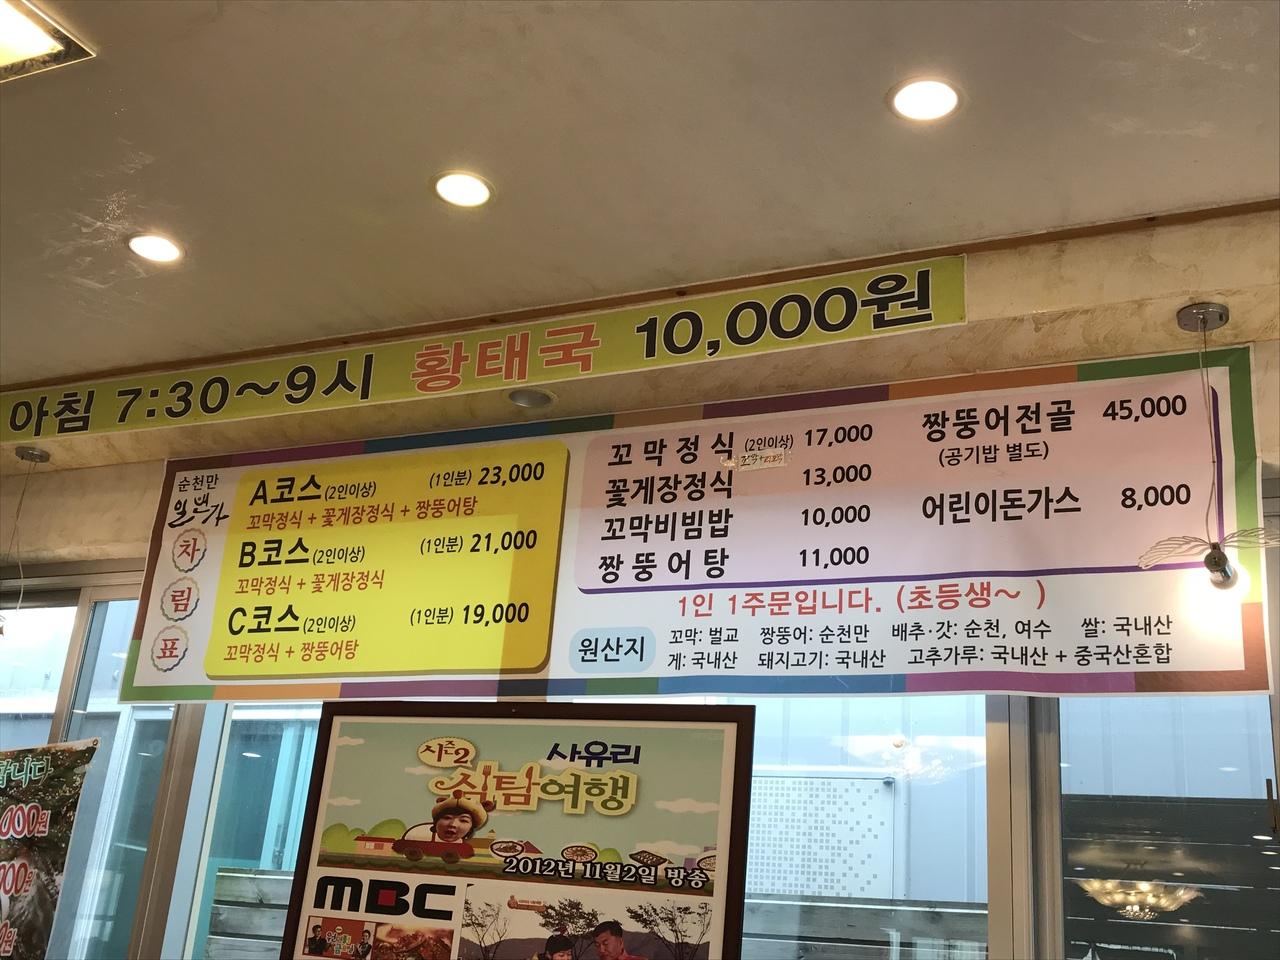 아침 7:30~9시 황태국 10,000원
순천만
일번가
차림표
A코스(2인이상) (1인분) 23,000
꼬막정식 + 꽃게장정식 + 짱뚱어탕
B코스(2인이상) (1인분) 21,000
꼬막정식 + 꽃게장정식
C코스(2인이상) (1인분) 19,000
꼬막정식 + 짱뚱어탕
꼬막정식 (2인이상) 17,000
꽃게장정식 13,000
꼬막비빔밥 10,000
짱뚱어탕 11,000
짱뚱어전골 45,000
(공기밥 별도)
어린이돈가스 8,000
1인 1주문입니다. (초등생~ )
원산지
꼬막: 벌교 짱뚱어: 순천만 배추·갓: 순천, 여수 쌀: 국내산
게: 국내산 돼지고기: 국내산 고추가루: 국내산 + 중국산혼합
시즌2 사유리
식탐여행
2012년 11월2일 방송
MBC
합니다
000원